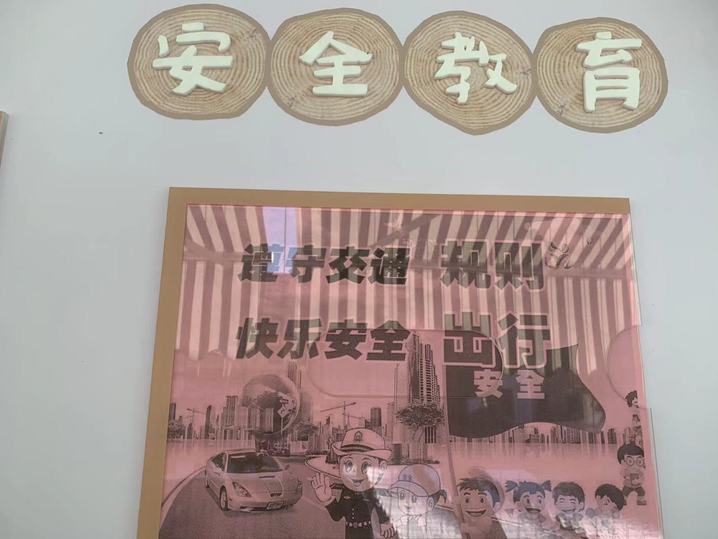 安全教育
遵守交通 规则
快乐安全 出行
安全